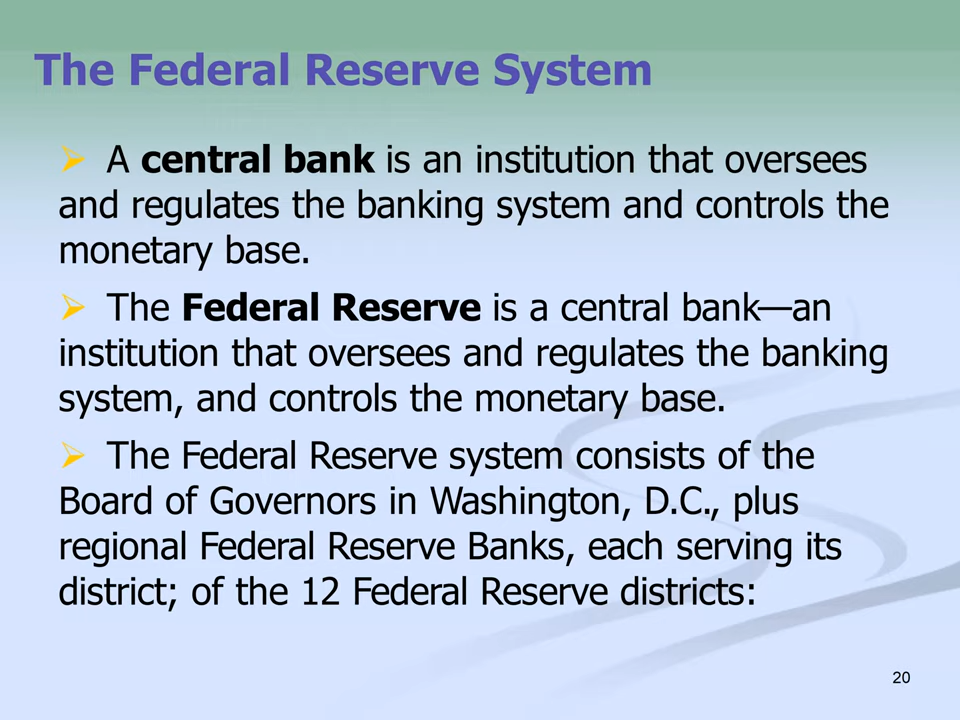 The Federal Reserve System
➢ A central bank is an institution that oversees
and regulates the banking system and controls the
monetary base.
➢ The Federal Reserve is a central bank—an
institution that oversees and regulates the banking
system, and controls the monetary base.
➢ The Federal Reserve system consists of the
Board of Governors in Washington, D.C., plus
regional Federal Reserve Banks, each serving its
district; of the 12 Federal Reserve districts:
20